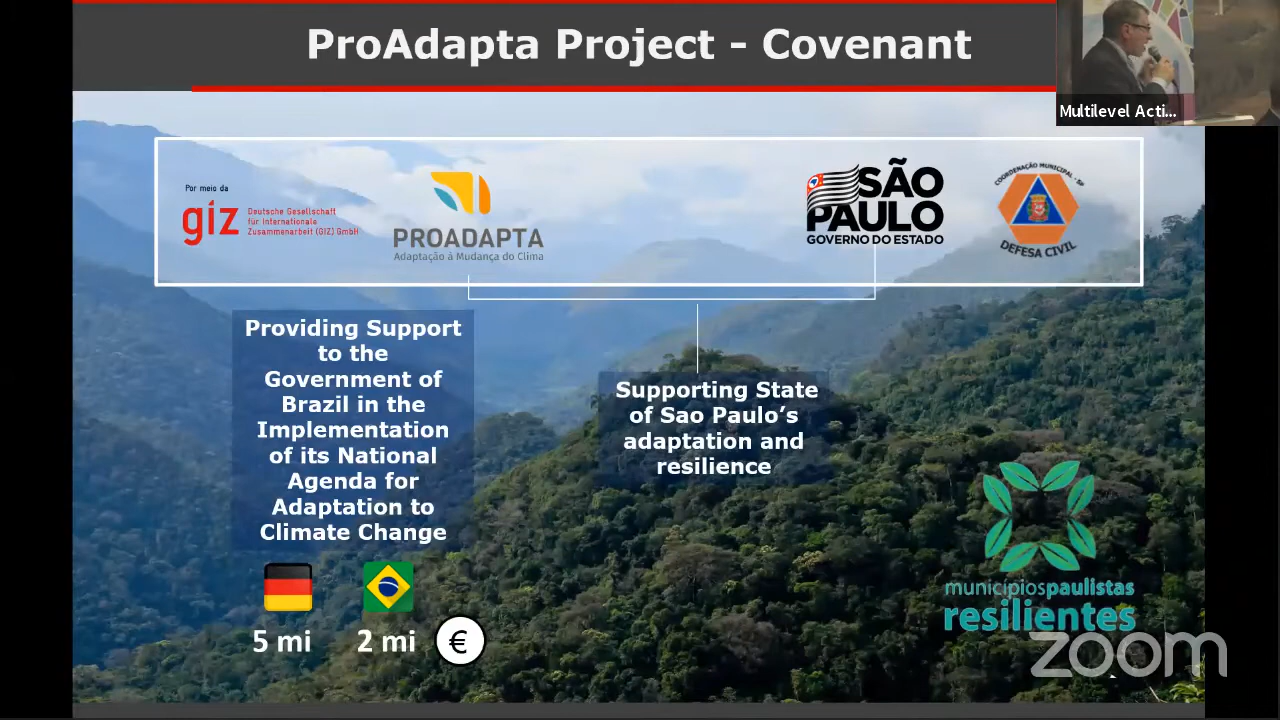 ProAdapta Project - Covenant
Multilevel Acti...
Por meio da
giz
Deutsche Gesellschaft
für Internationale
Zusammenarbeit (GIZ) GmbH
PROADAPTA
Adaptação à Mudança do Clima
SÃO
PAULO
GOVERNO DO ESTADO
COORDENAÇÃO MUNICIPAL - SP
DEFESA CIVIL
Providing Support
to the
Government of
Brazil in the
Implementation
of its National
Agenda for
Adaptation to
Climate Change
Supporting State
of Sao Paulo’s
adaptation and
resilience
5 mi
2 mi
€
municípiospaulistas
resilientes
zoom